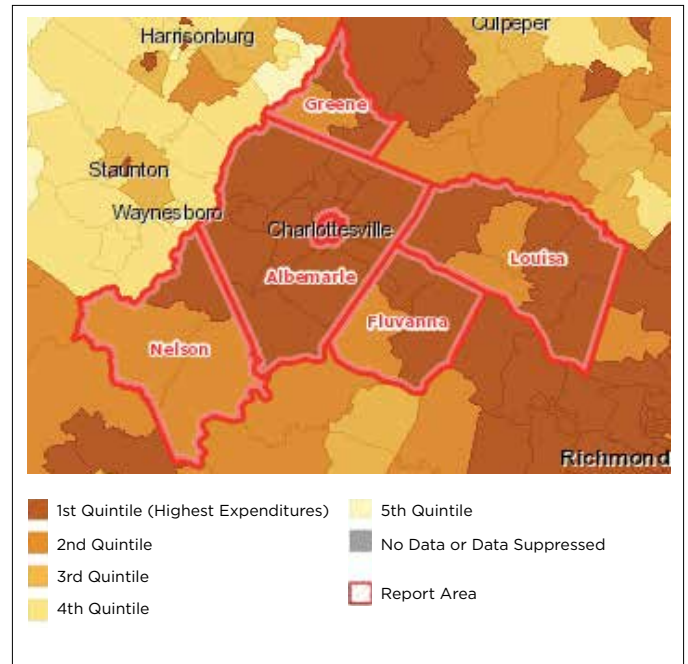 Harrisonburg
Culpeper
Greene
Staunton
Waynesboro
Charlottesville
Louisa
Albemarle
Fluvanna
Nelson
Richmond
1st Quintile (Highest Expenditures)
2nd Quintile
3rd Quintile
4th Quintile
5th Quintile
No Data or Data Suppressed
Report Area